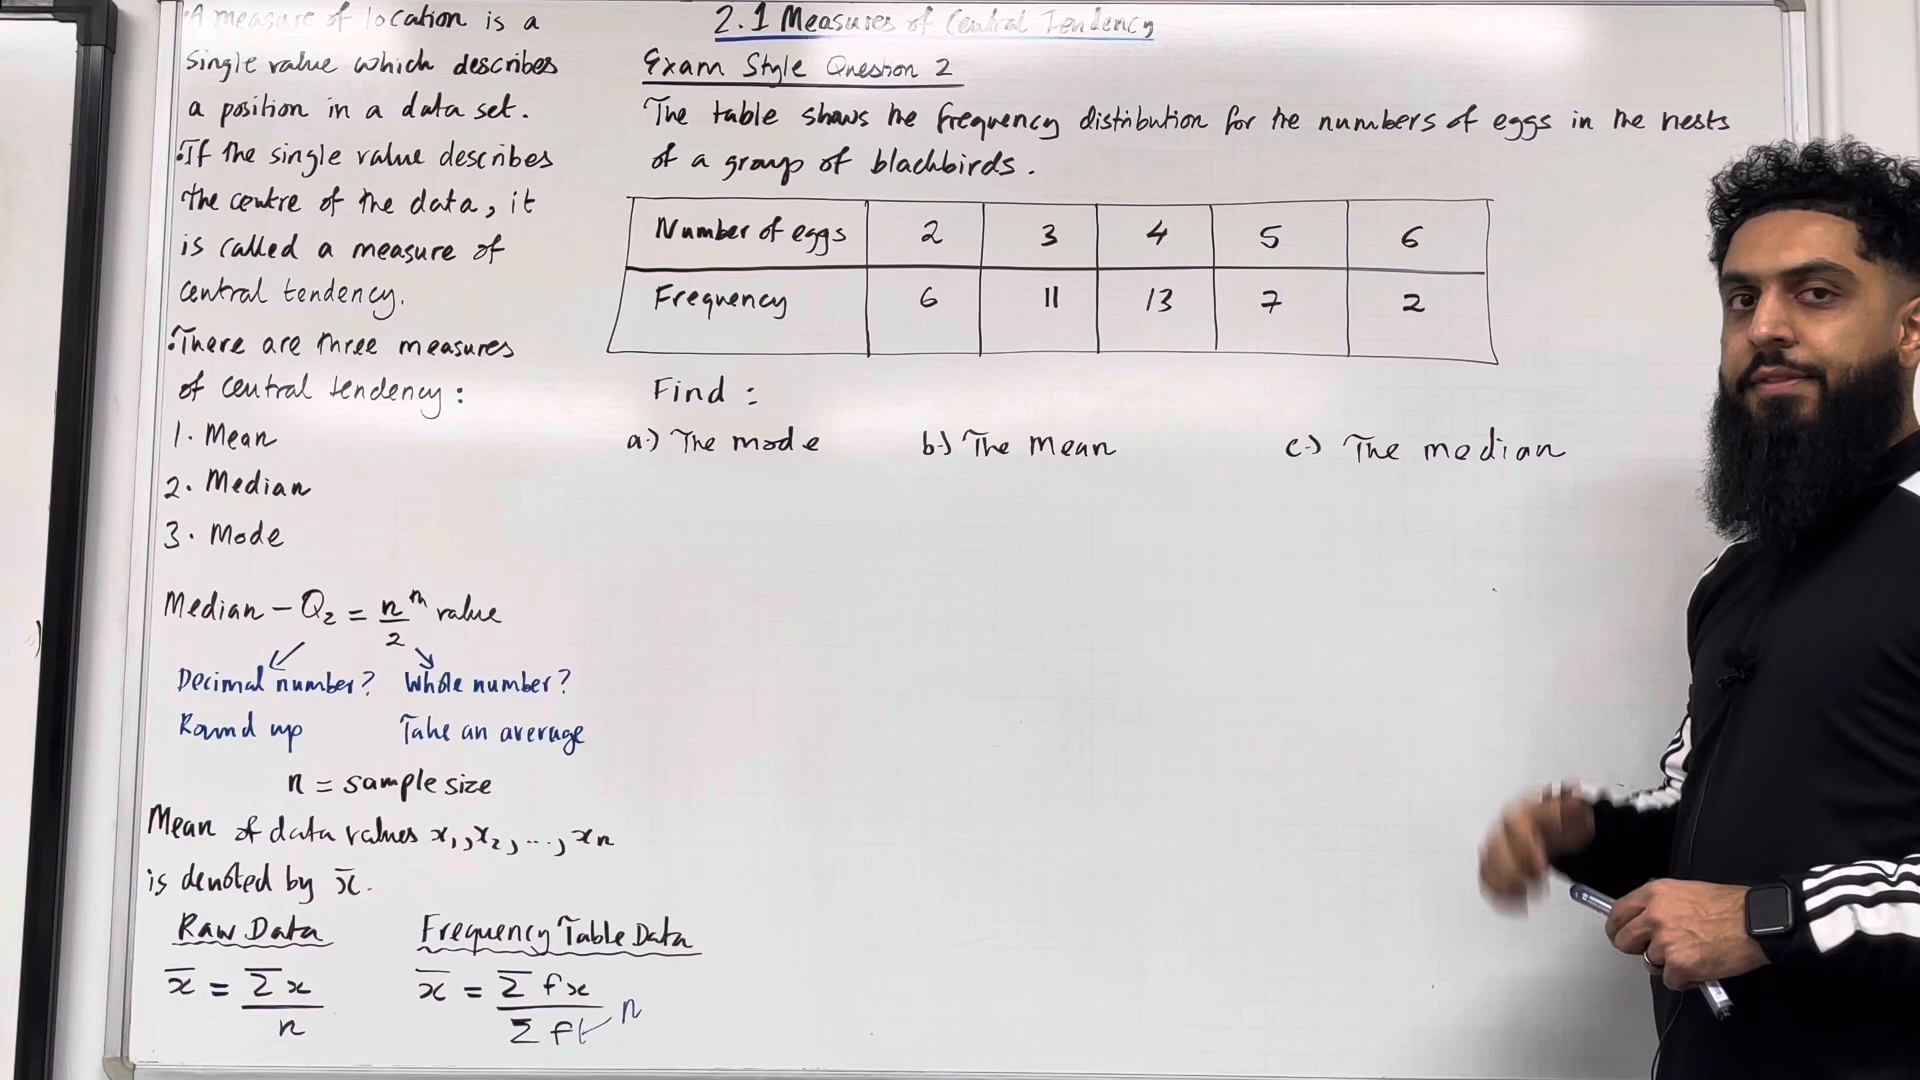 2.1 Measures of Central Tendency
• A measure of location is a
single value which describes
a position in a data set.
• If the single value describes
the centre of the data, it
is called a measure of
central tendency.
• There are three measures
of central tendency:
1. Mean
2. Median
3. Mode
Median - Q₂ = n/2 th value
Decimal number? Whole number?
Round up Take an average
n = sample size
Mean of data values x₁, x₂, ..., xn
is denoted by x̄.
Raw Data Frequency Table Data
x̄ = Σx/n x̄ = Σfx/Σf n
Exam Style Question 2
The table shows the frequency distribution for the numbers of eggs in the nests
of a group of blackbirds.
Number of eggs 2 3 4 5 6
Frequency 6 11 13 7 2
Find :
a.) The mode b.) The Mean c.) The median